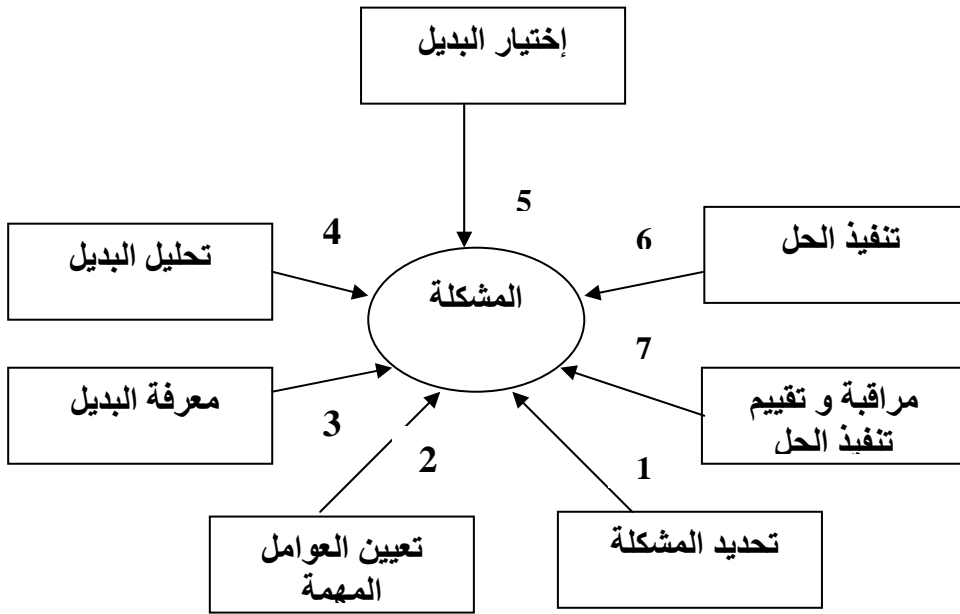 إختيار البديل
5
4
6
تحليل البديل
تنفيذ الحل
المشكلة
7
معرفة البديل
مراقبة و تقييم
تنفيذ الحل
3
2
1
تعيين العوامل
المهمة
تحديد المشكلة